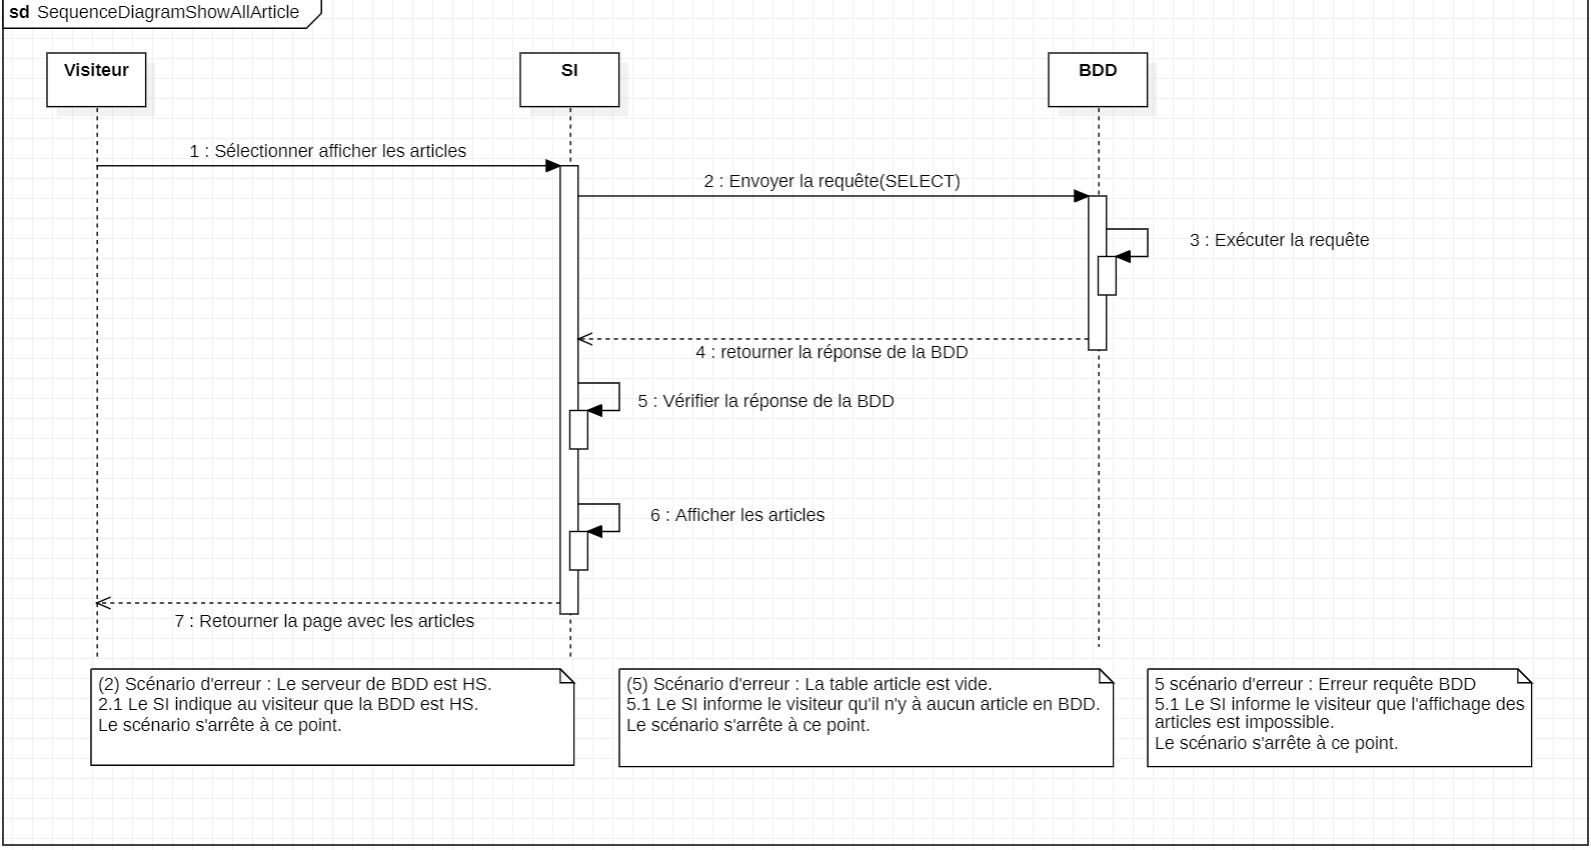 sd SequenceDiagramShowAllArticle
Visiteur
SI
BDD
1 : Sélectionner afficher les articles
2 : Envoyer la requête(SELECT)
3 : Exécuter la requête
4 : retourner la réponse de la BDD
5 : Vérifier la réponse de la BDD
6 : Afficher les articles
7 : Retourner la page avec les articles
(2) Scénario d'erreur : Le serveur de BDD est HS.
2.1 Le SI indique au visiteur que la BDD est HS.
Le scénario s'arrête à ce point.
(5) Scénario d'erreur : La table article est vide.
5.1 Le SI informe le visiteur qu'il n'y à aucun article en BDD.
Le scénario s'arrête à ce point.
5 scénario d'erreur : Erreur requête BDD
5.1 Le SI informe le visiteur que l'affichage des
articles est impossible.
Le scénario s'arrête à ce point.